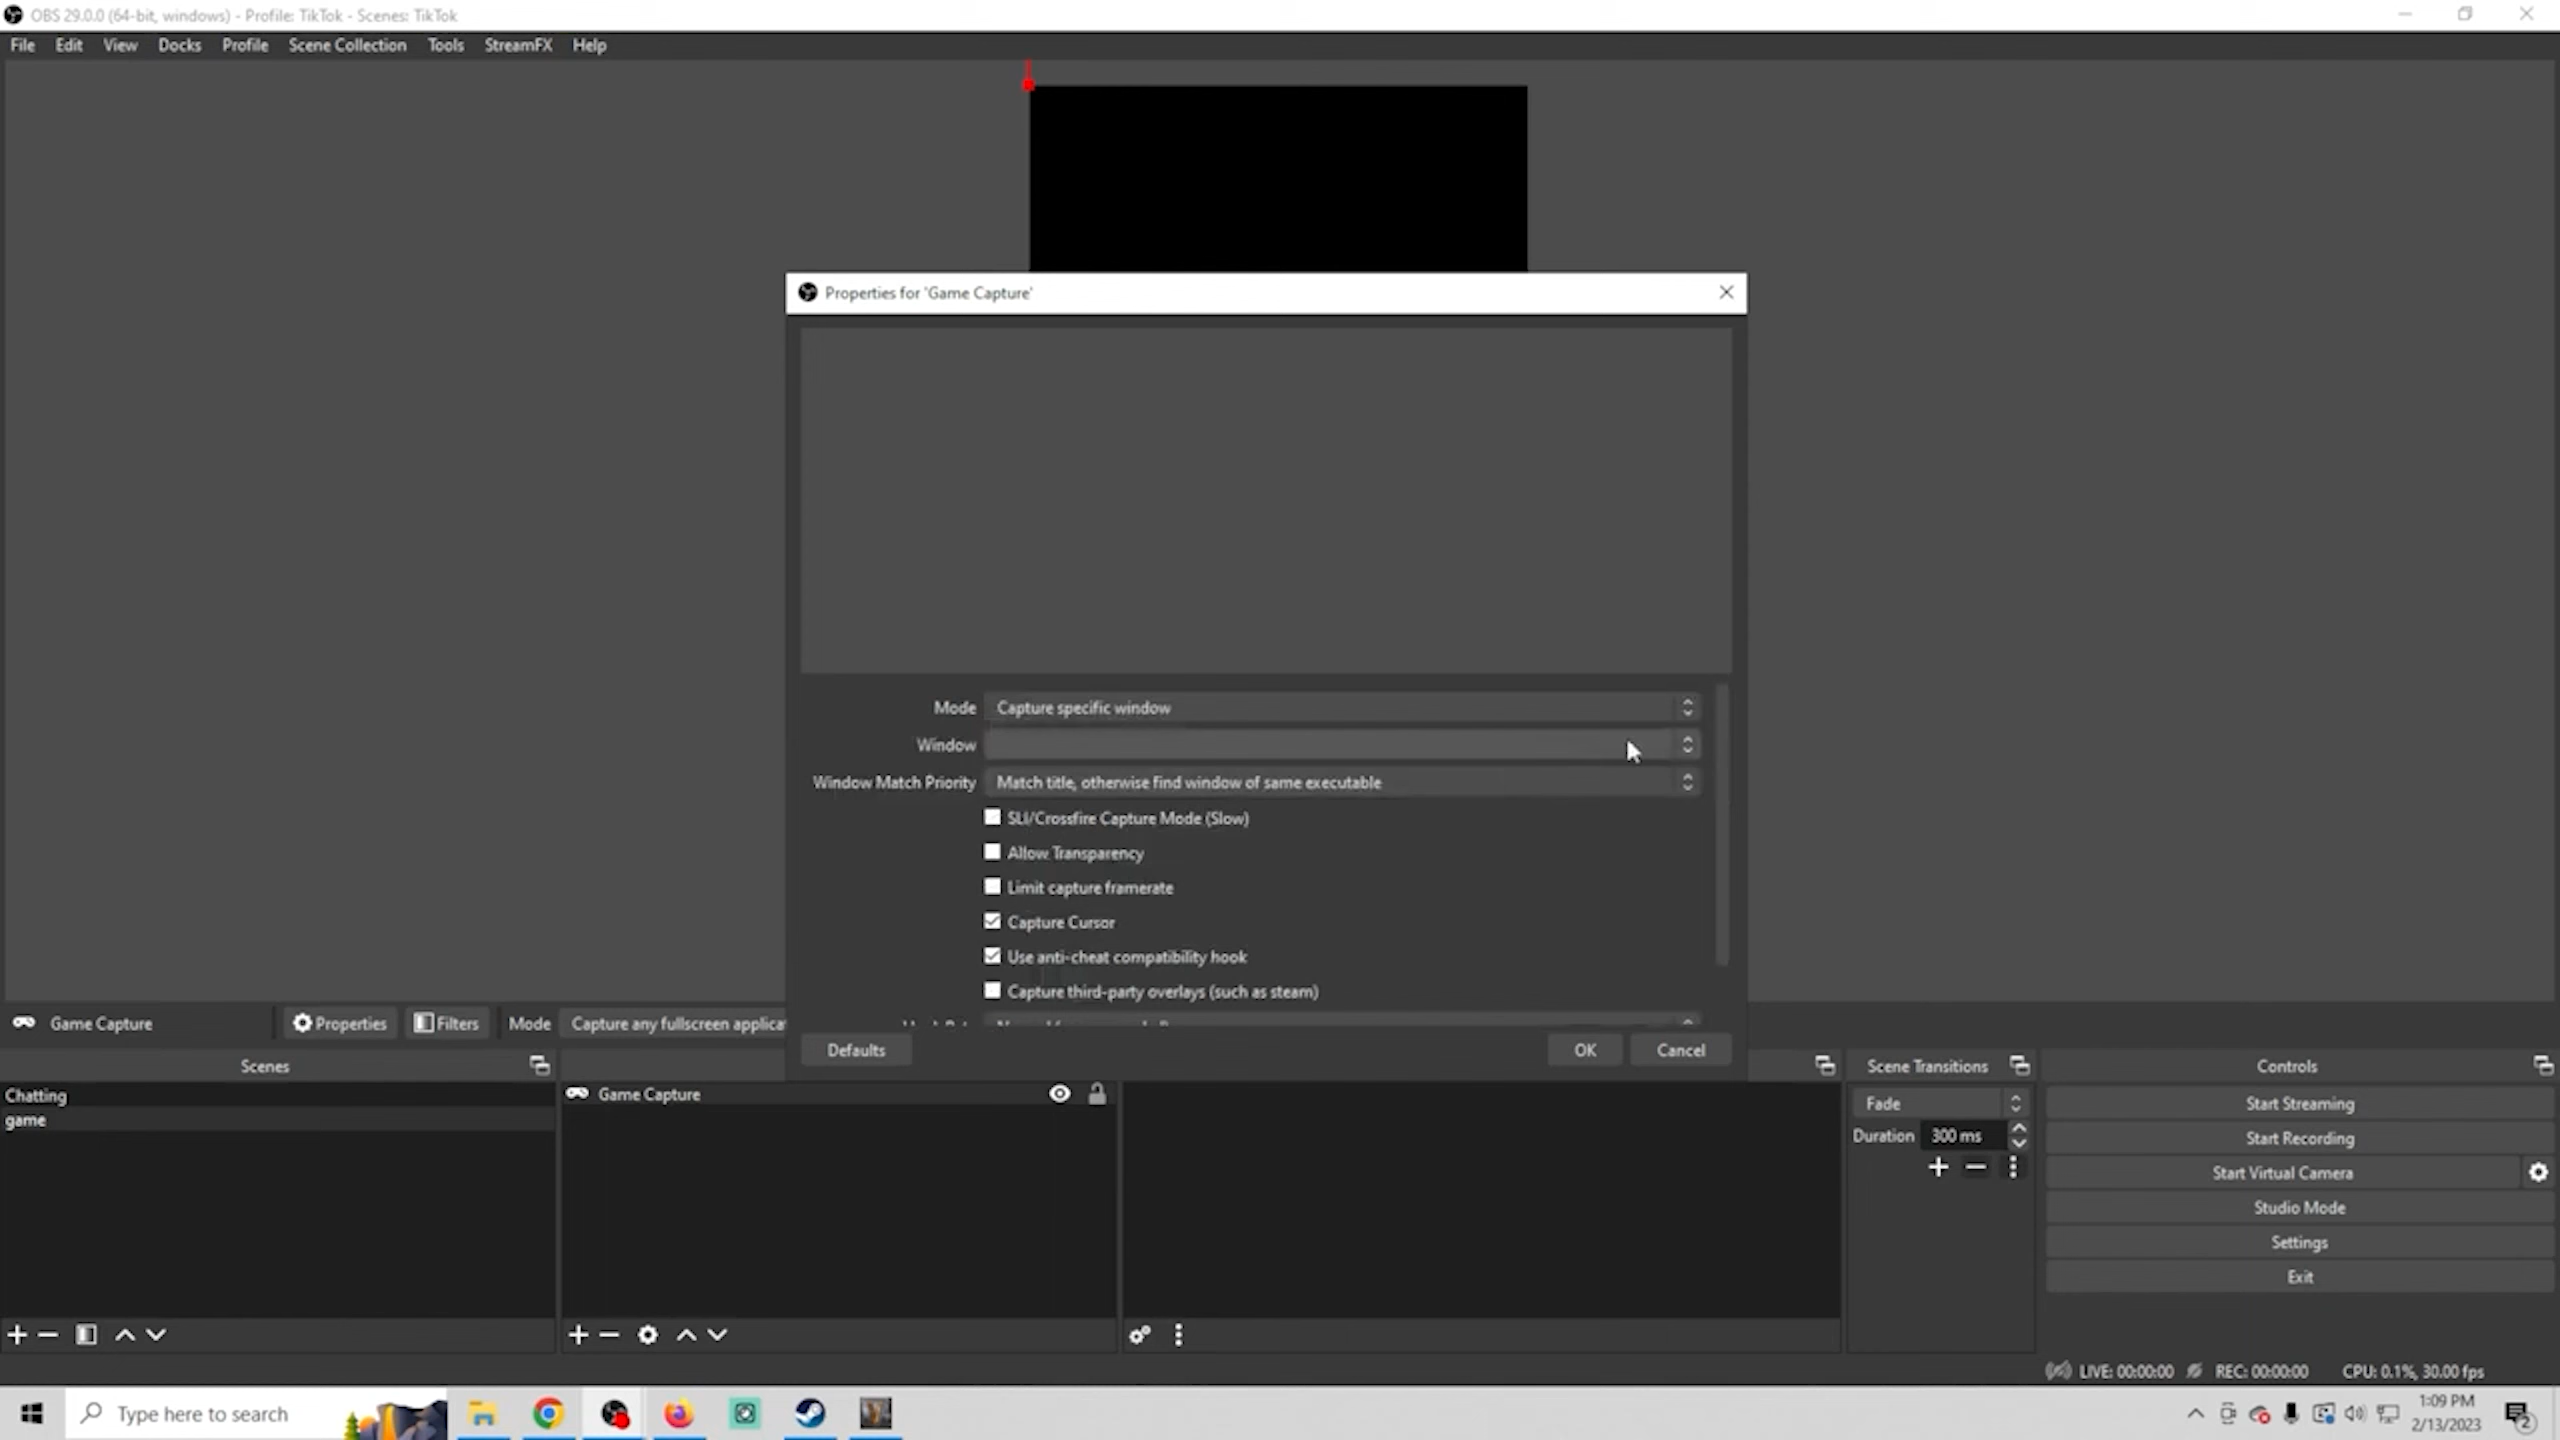 OBS 29.0.0 (64-bit, windows) - Profile: TikTok - Scenes: TikTok
File Edit View Docks Profile Scene Collection Tools StreamFX Help
Properties for 'Game Capture'
Mode Capture specific window
Window
Window Match Priority Match title, otherwise find window of same executable
SLI/Crossfire Capture Mode (Slow)
Allow Transparency
Limit capture framerate
Capture Cursor
Use anti-cheat compatibility hook
Capture third-party overlays (such as steam)
Defaults OK Cancel
Game Capture Properties Filters Mode Capture any fullscreen applica
Scenes Scene Transitions Controls
Chatting
game
Game Capture
Fade
Duration 300 ms
Start Streaming
Start Recording
Start Virtual Camera
Studio Mode
Settings
Exit
LIVE: 00:00:00 REC: 00:00:00 CPU: 0.1%, 30.00 fps
Type here to search
1:09 PM
2/13/2023
2